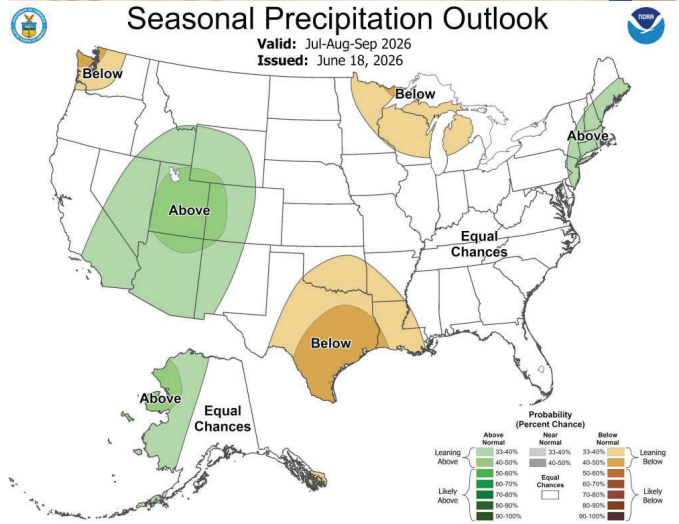 Seasonal Precipitation Outlook
Valid: Jul-Aug-Sep 2026
Issued: June 18, 2026
NOAA
Below
Below
Above
Above
Equal
Chances
Below
Above
Equal
Chances
Probability
(Percent Chance)
Above
Normal
Near
Normal
Below
Normal
Leaning
Above
33-40%
33-40%
33-40%
Leaning
Below
40-50%
40-50%
40-50%
Likely
Above
50-60%
Equal
Chances
50-60%
Likely
Below
60-70%
60-70%
70-80%
70-80%
80-90%
80-90%
90-100%
90-100%